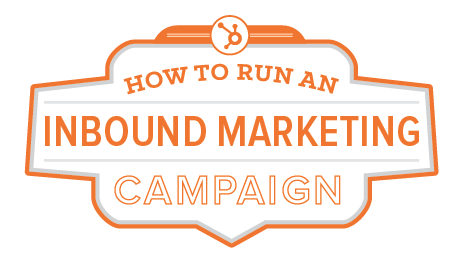 HOW TO RUN AN
INBOUND MARKETING
CAMPAIGN